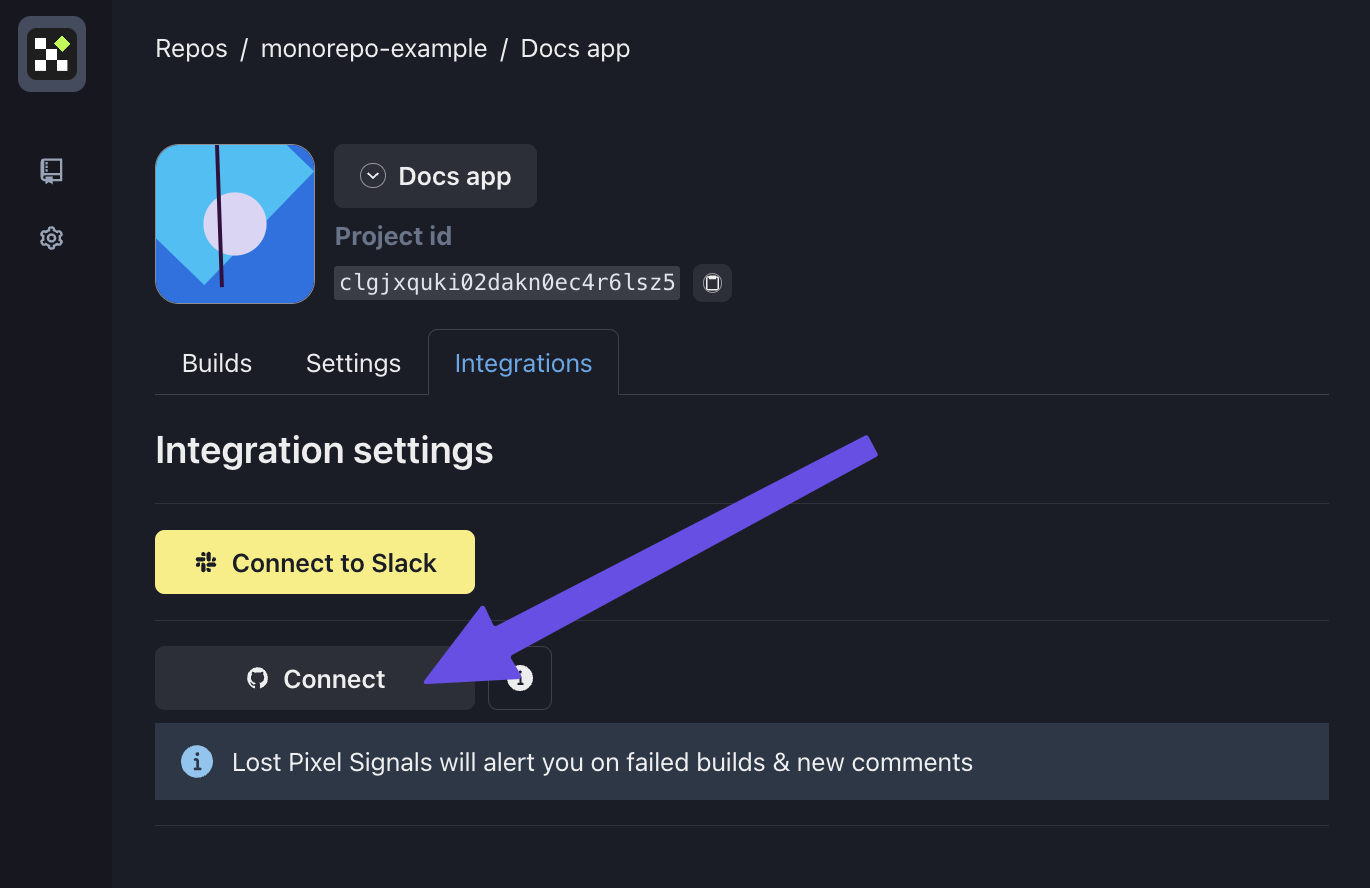 Repos / monorepo-example / Docs app
Docs app
Project id
clgjxquki02dakn0ec4r6lsz5
Builds Settings Integrations
Integration settings
Connect to Slack
Connect
Lost Pixel Signals will alert you on failed builds & new comments